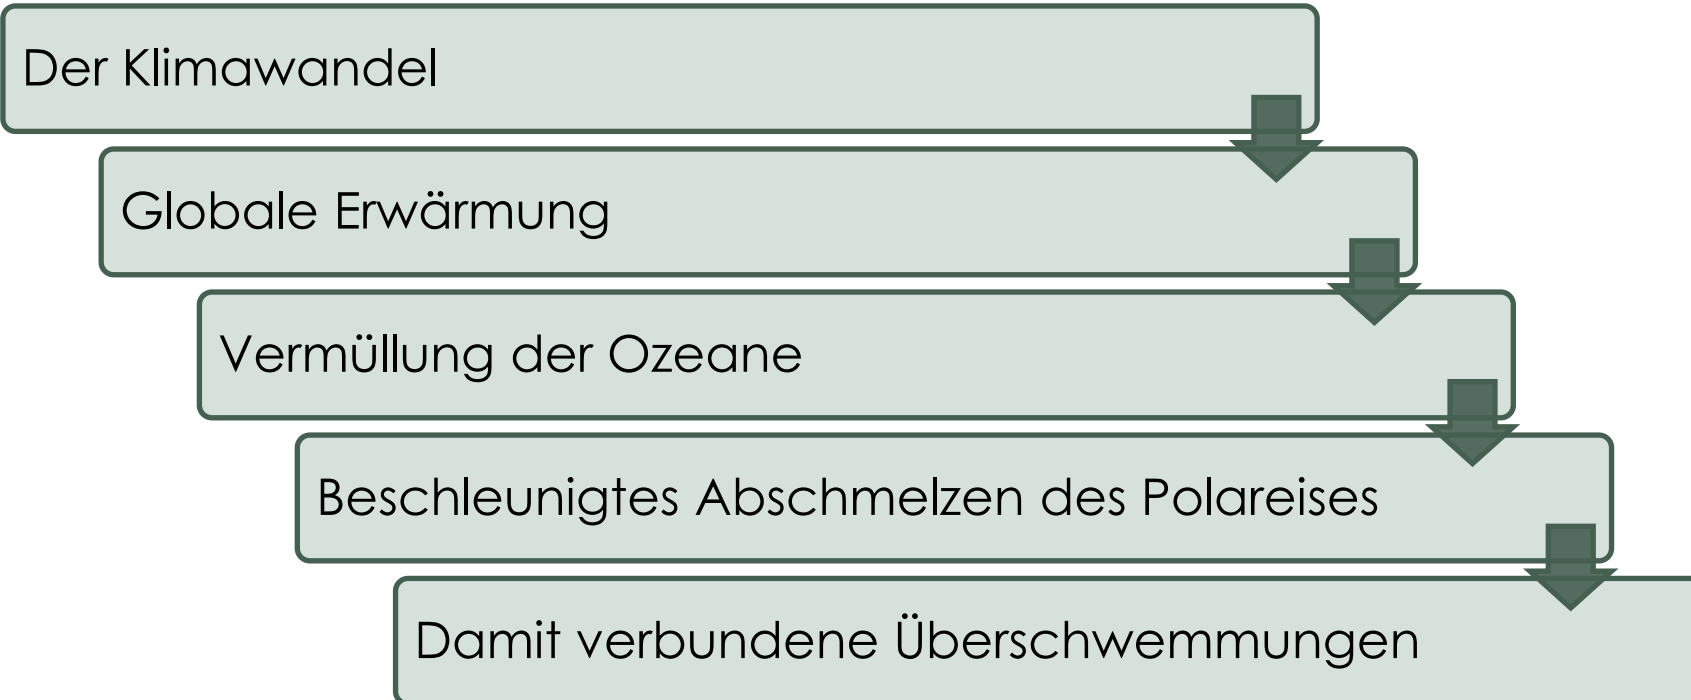 Der Klimawandel
Globale Erwärmung
Vermüllung der Ozeane
Beschleunigtes Abschmelzen des Polareises
Damit verbundene Überschwemmungen